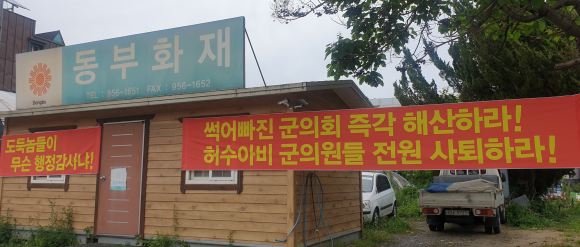 동부화재
Dongbu
TEL : 956-1651 FAX : 956-1652
도둑놈들이
무슨 행정감사냐!
썩어빠진 군의회 즉각 해산하라!
허수아비 군의원들 전원 사퇴하라!